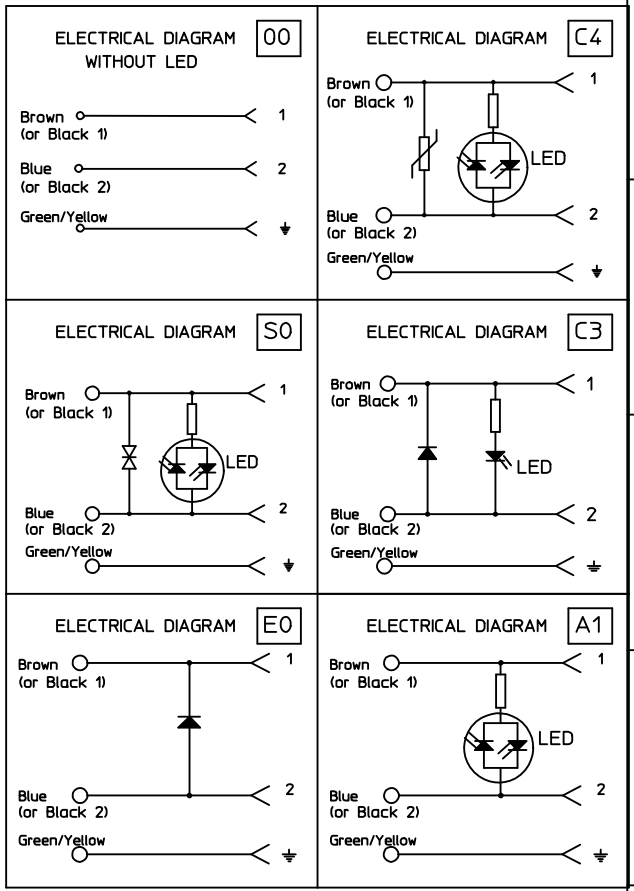 ELECTRICAL DIAGRAM 00
WITHOUT LED
Brown 1
(or Black 1)
Blue 2
(or Black 2)
Green/Yellow
ELECTRICAL DIAGRAM C4
Brown 1
(or Black 1)
LED
Blue 2
(or Black 2)
Green/Yellow
ELECTRICAL DIAGRAM S0
Brown 1
(or Black 1)
LED
Blue 2
(or Black 2)
Green/Yellow
ELECTRICAL DIAGRAM C3
Brown 1
(or Black 1)
LED
Blue 2
(or Black 2)
Green/Yellow
ELECTRICAL DIAGRAM E0
Brown 1
(or Black 1)
Blue 2
(or Black 2)
Green/Yellow
ELECTRICAL DIAGRAM A1
Brown 1
(or Black 1)
LED
Blue 2
(or Black 2)
Green/Yellow